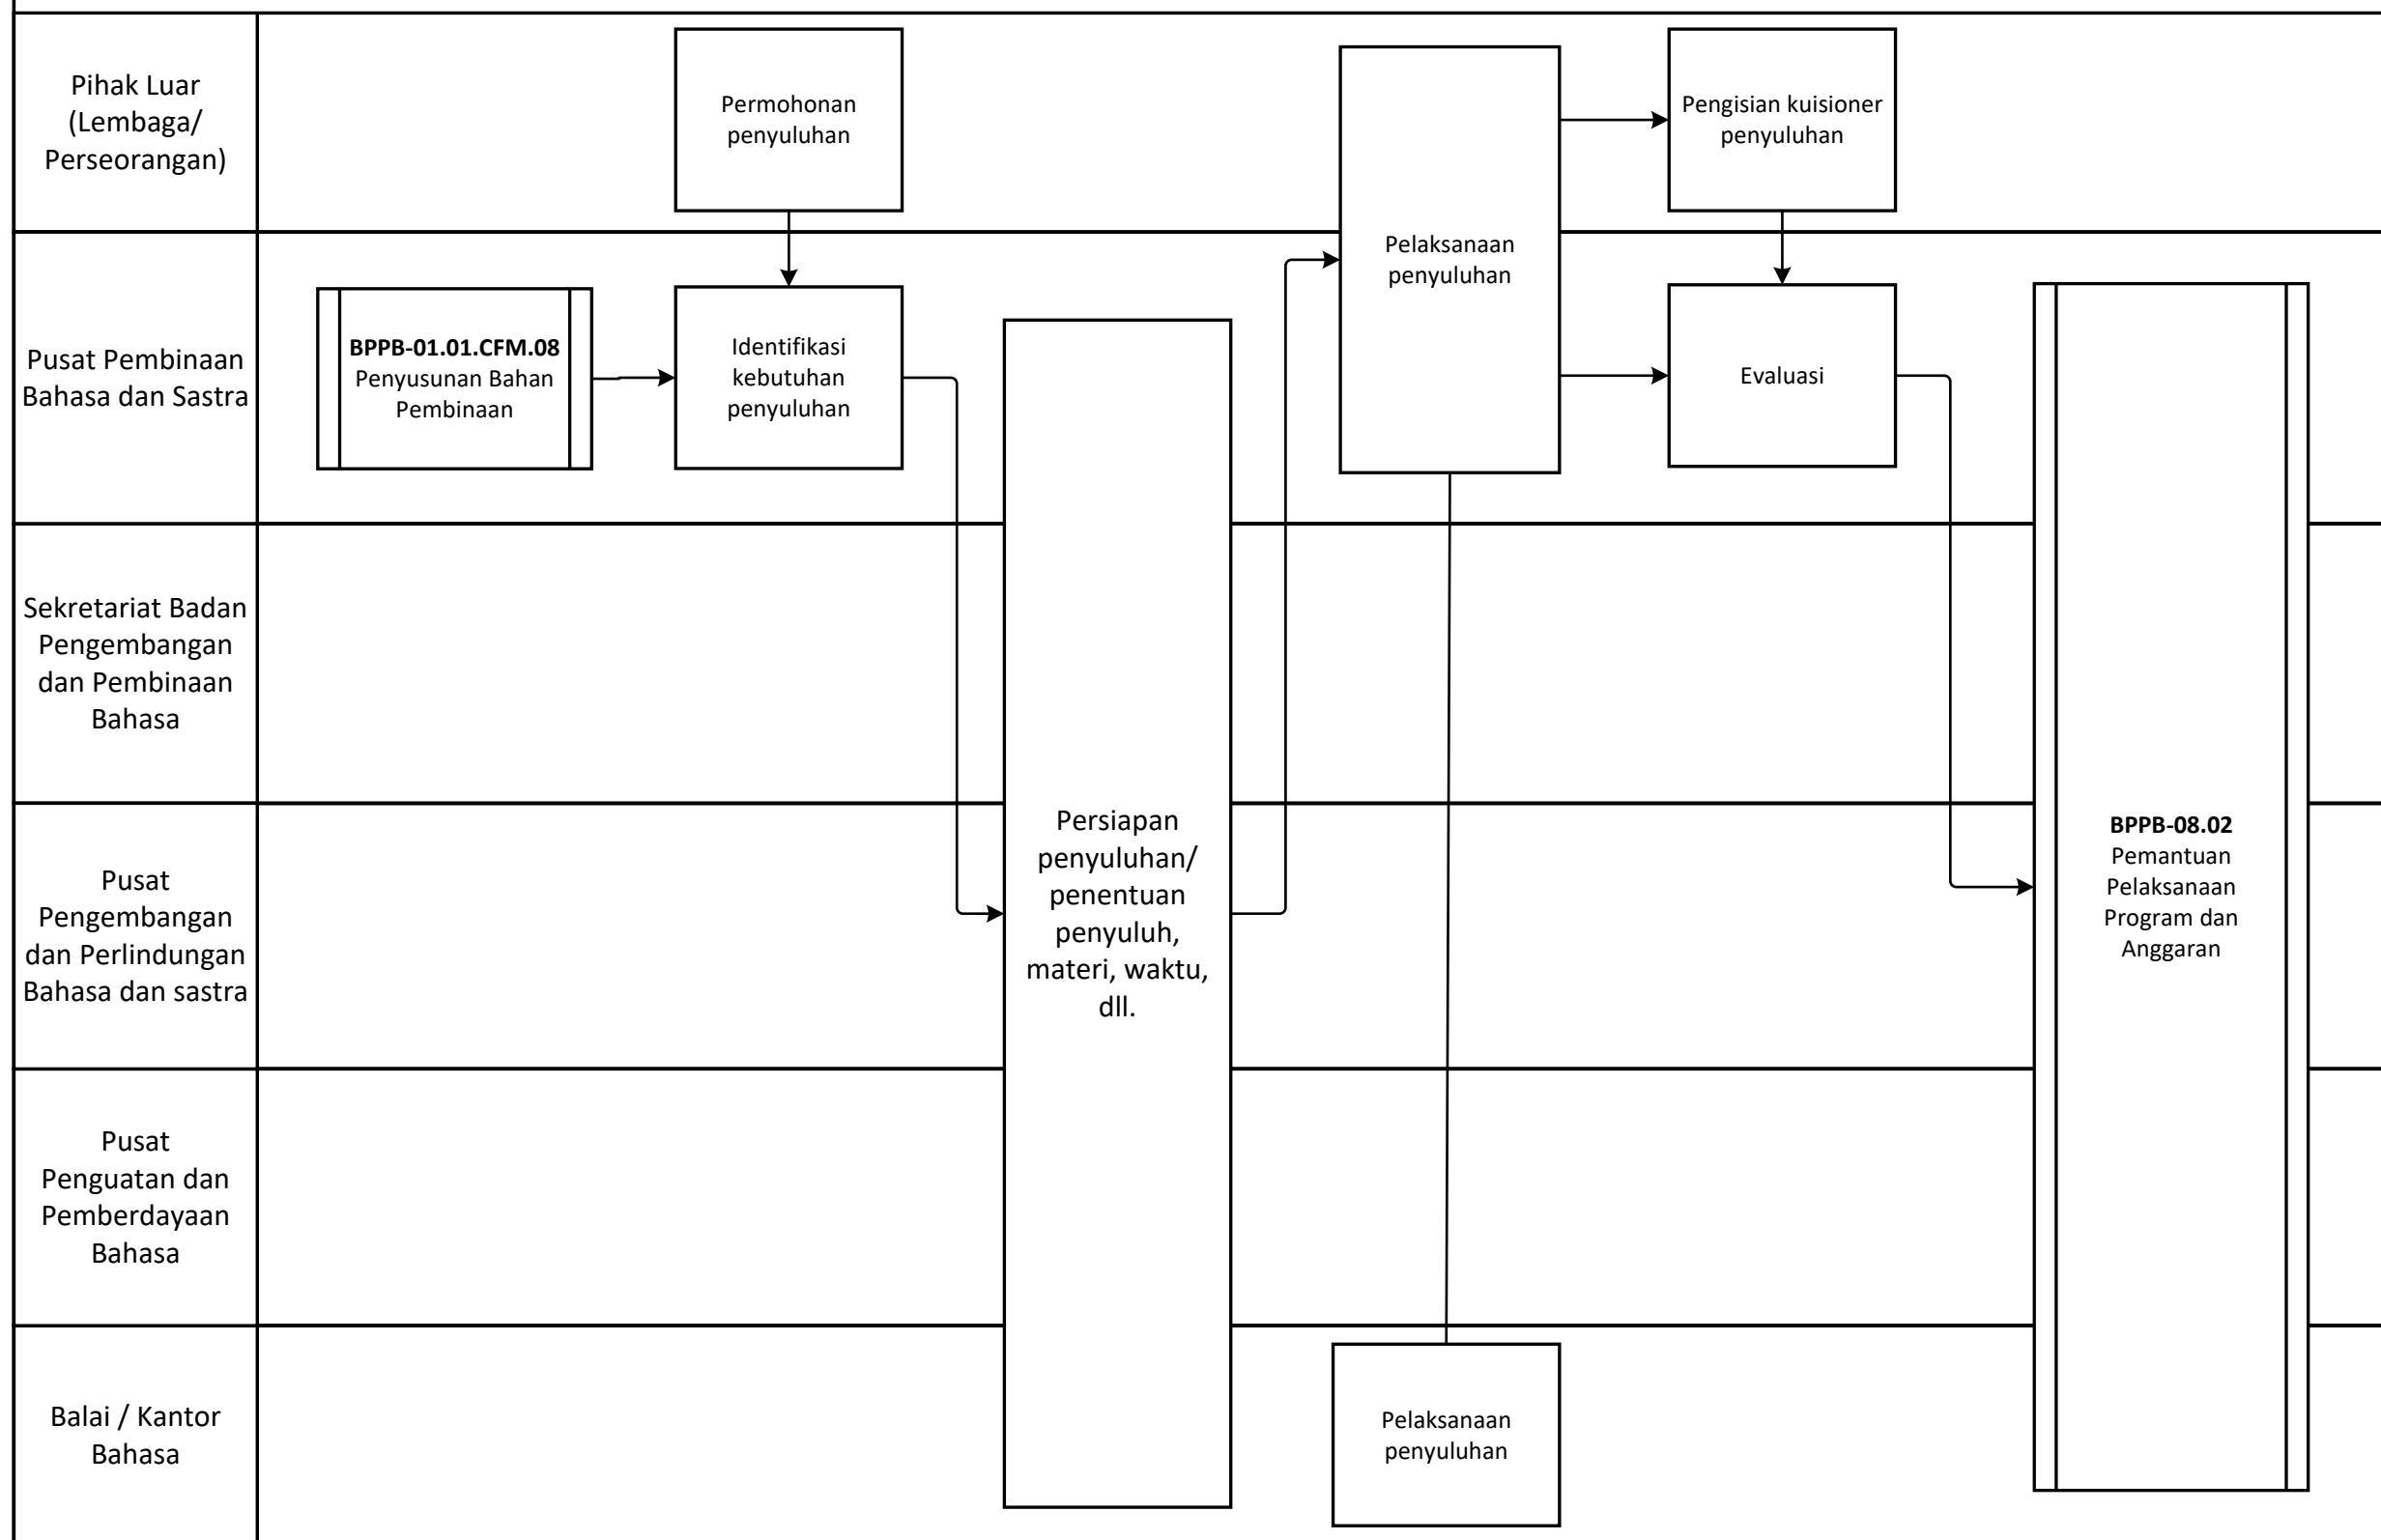 Pihak Luar
(Lembaga/
Perseorangan)
Permohonan
penyuluhan
Pengisian kuisioner
penyuluhan
Pelaksanaan
penyuluhan
Pusat Pembinaan
Bahasa dan Sastra
BPPB-01.01.CFM.08
Penyusunan Bahan
Pembinaan
Identifikasi
kebutuhan
penyuluhan
Evaluasi
Sekretariat Badan
Pengembangan
dan Pembinaan
Bahasa
Pusat
Pengembangan
dan Perlindungan
Bahasa dan sastra
Persiapan
penyuluhan/
penentuan
penyuluh,
materi, waktu,
dll.
BPPB-08.02
Pemantuan
Pelaksanaan
Program dan
Anggaran
Pusat
Penguatan dan
Pemberdayaan
Bahasa
Balai / Kantor
Bahasa
Pelaksanaan
penyuluhan